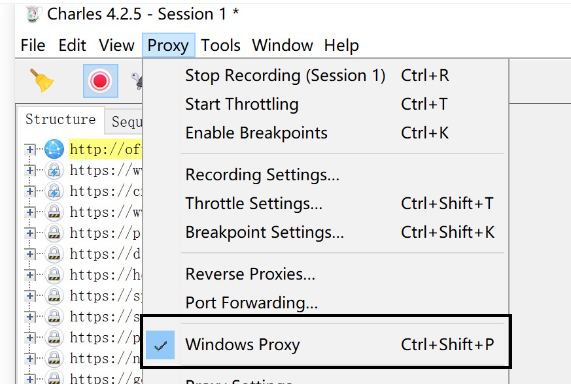 Charles 4.2.5 - Session 1 *
File Edit View Proxy Tools Window Help
Stop Recording (Session 1) Ctrl+R
Start Throttling Ctrl+T
Enable Breakpoints Ctrl+K
Recording Settings...
Throttle Settings... Ctrl+Shift+T
Breakpoint Settings... Ctrl+Shift+K
Reverse Proxies...
Port Forwarding...
Windows Proxy Ctrl+Shift+P
Proxy Settings
Structure Sequ
http://of
https://w
https://c
https://w
https://p
https://d
https://h
https://s
https://s
https://p
https://n
https://g